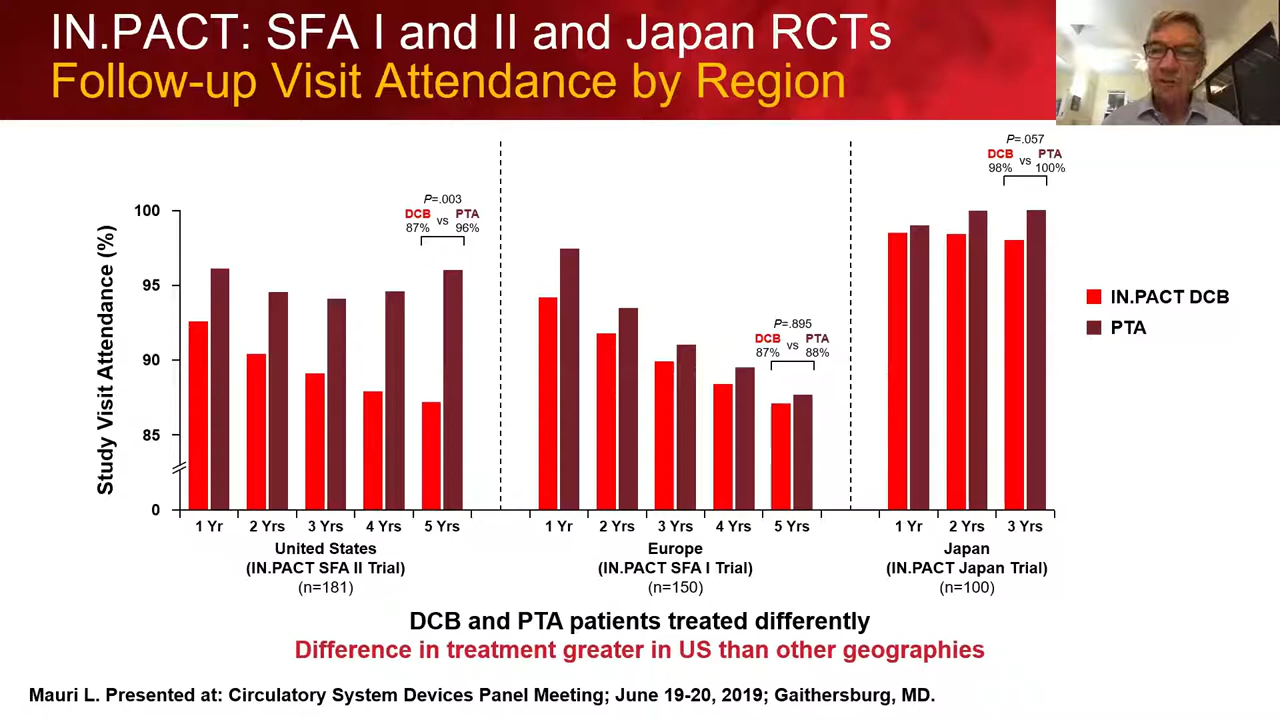 IN.PACT: SFA I and II and Japan RCTs
Follow-up Visit Attendance by Region
Study Visit Attendance (%)
100
95
90
85
0
P=.003
DCB vs PTA
87% 96%
1 Yr 2 Yrs 3 Yrs 4 Yrs 5 Yrs
United States
(IN.PACT SFA II Trial)
(n=181)
P=.895
DCB vs PTA
87% 88%
1 Yr 2 Yrs 3 Yrs 4 Yrs 5 Yrs
Europe
(IN.PACT SFA I Trial)
(n=150)
P=.057
DCB vs PTA
98% 100%
1 Yr 2 Yrs 3 Yrs
Japan
(IN.PACT Japan Trial)
(n=100)
IN.PACT DCB
PTA
DCB and PTA patients treated differently
Difference in treatment greater in US than other geographies
Mauri L. Presented at: Circulatory System Devices Panel Meeting; June 19-20, 2019; Gaithersburg, MD.